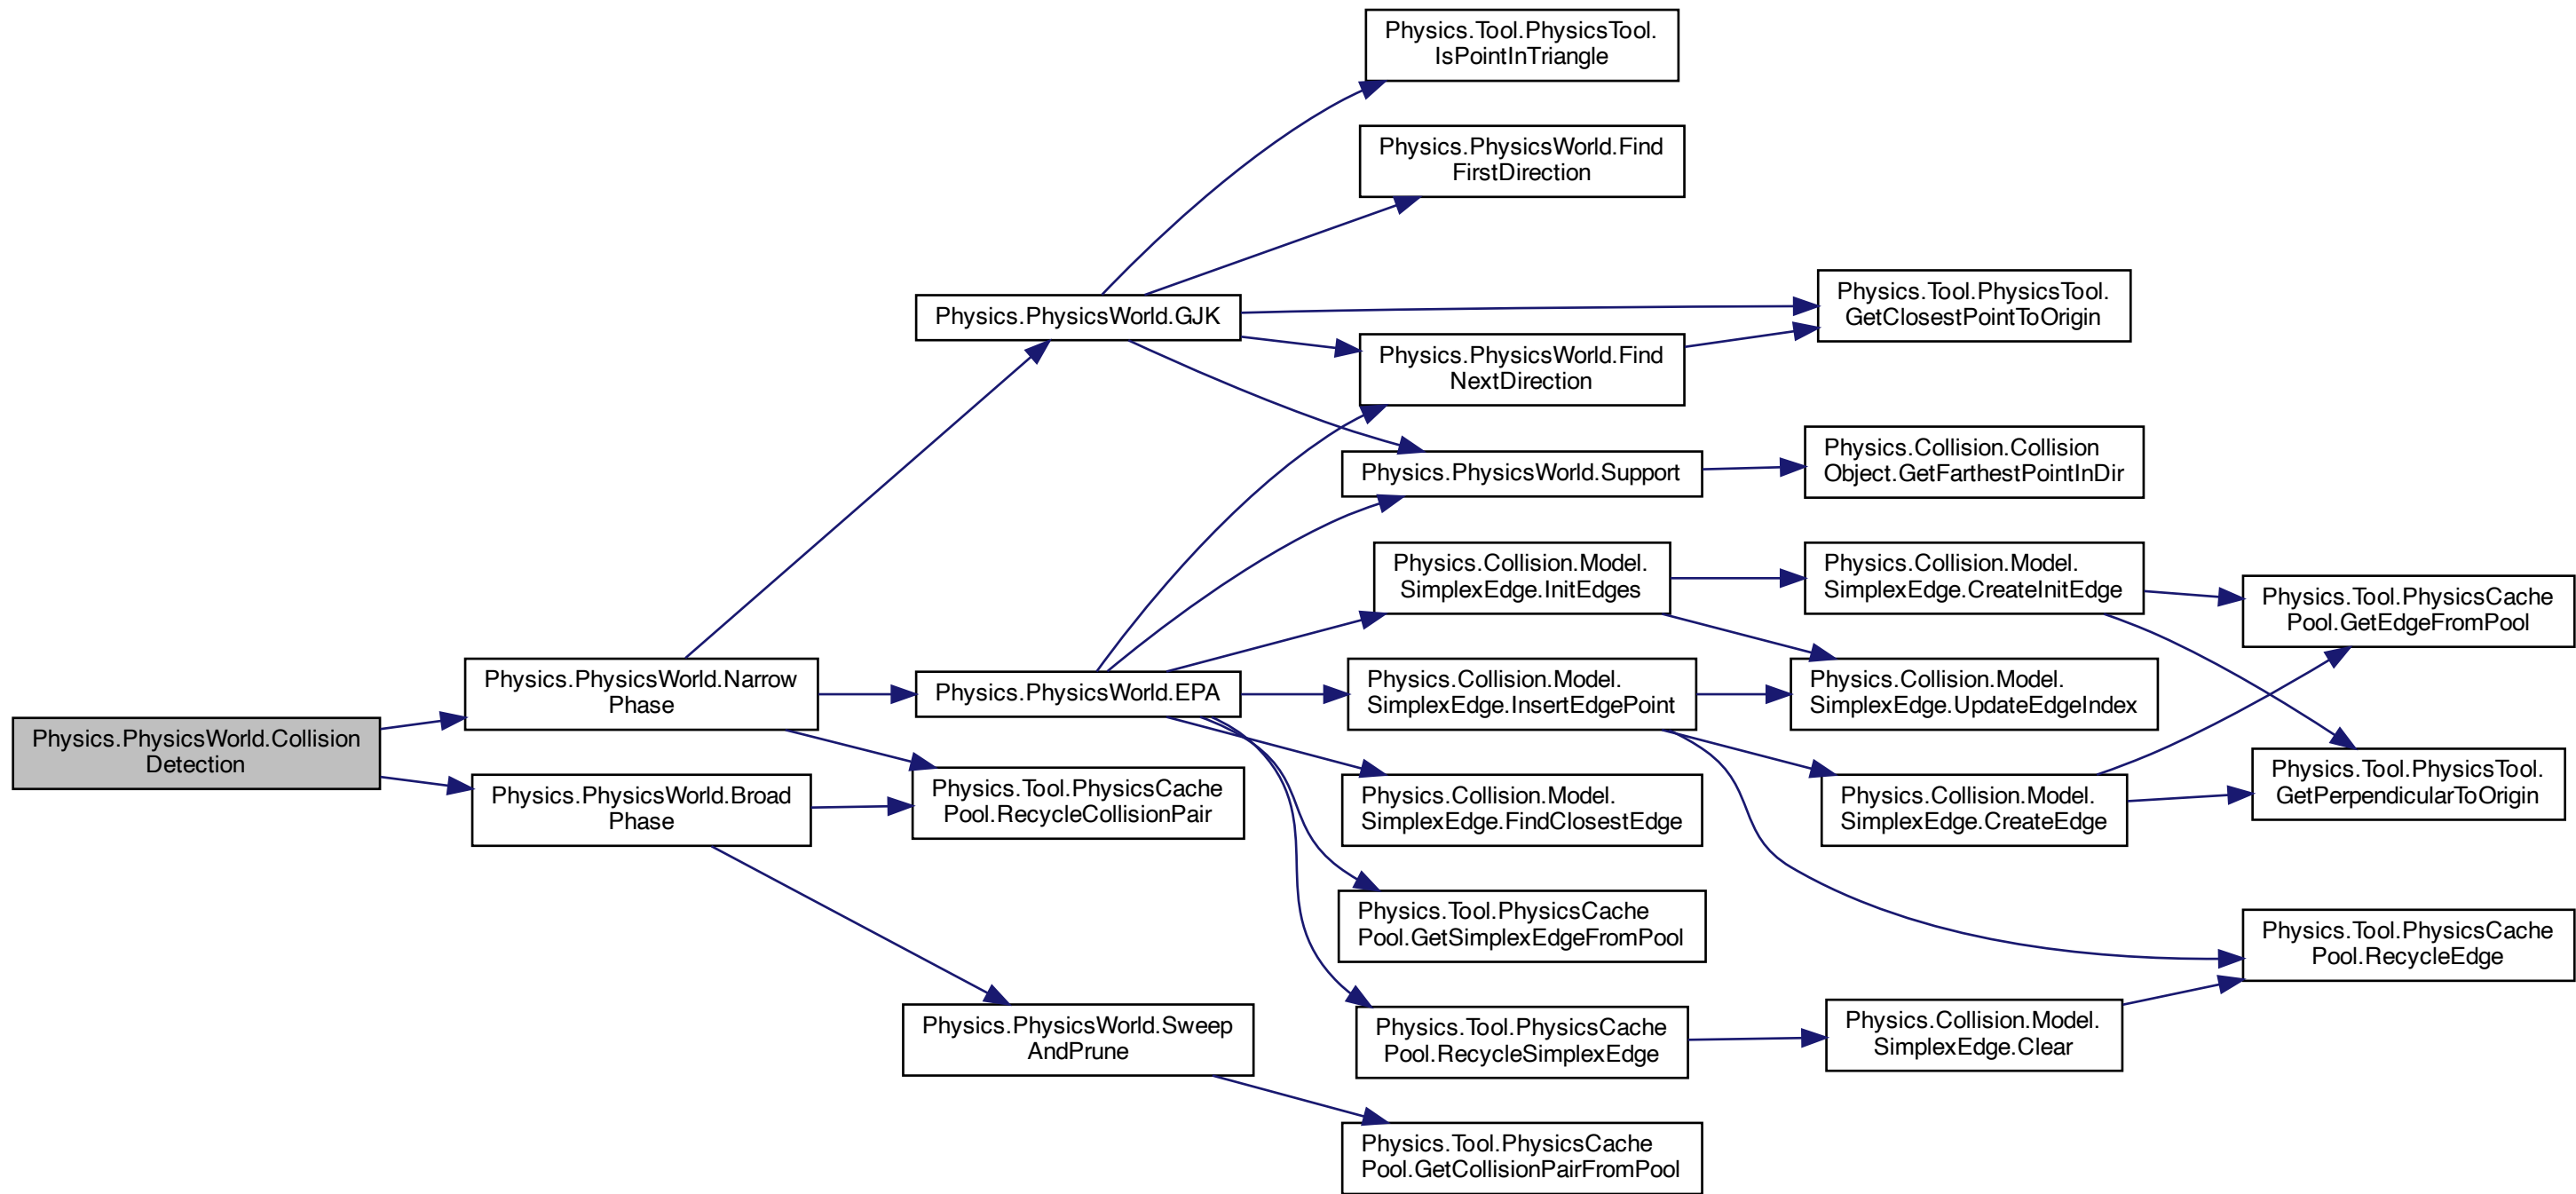 Physics.Tool.PhysicsTool.
IsPointInTriangle
Physics.PhysicsWorld.Find
FirstDirection
Physics.Tool.PhysicsTool.
GetClosestPointToOrigin
Physics.PhysicsWorld.GJK
Physics.PhysicsWorld.Find
NextDirection
Physics.Collision.Collision
Object.GetFarthestPointInDir
Physics.PhysicsWorld.Support
Physics.Collision.Model.
SimplexEdge.InitEdges
Physics.Collision.Model.
SimplexEdge.CreateInitEdge
Physics.Tool.PhysicsCache
Pool.GetEdgeFromPool
Physics.PhysicsWorld.Narrow
Phase
Physics.PhysicsWorld.EPA
Physics.Collision.Model.
SimplexEdge.InsertEdgePoint
Physics.Collision.Model.
SimplexEdge.UpdateEdgeIndex
Physics.PhysicsWorld.Collision
Detection
Physics.Tool.PhysicsTool.
GetPerpendicularToOrigin
Physics.PhysicsWorld.Broad
Phase
Physics.Tool.PhysicsCache
Pool.RecycleCollisionPair
Physics.Collision.Model.
SimplexEdge.FindClosestEdge
Physics.Collision.Model.
SimplexEdge.CreateEdge
Physics.Tool.PhysicsCache
Pool.GetSimplexEdgeFromPool
Physics.Tool.PhysicsCache
Pool.RecycleEdge
Physics.PhysicsWorld.Sweep
AndPrune
Physics.Tool.PhysicsCache
Pool.RecycleSimplexEdge
Physics.Collision.Model.
SimplexEdge.Clear
Physics.Tool.PhysicsCache
Pool.GetCollisionPairFromPool